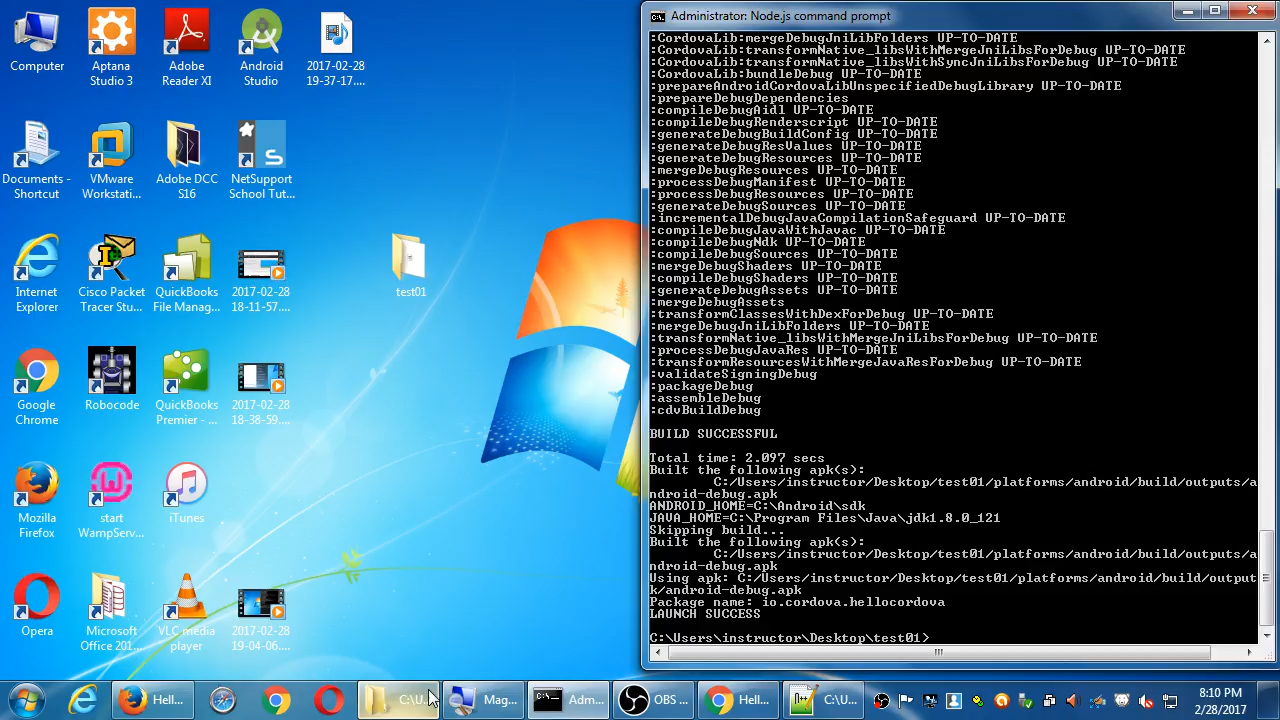 Computer
Aptana
Studio 3
Adobe
Reader XI
Android
Studio
2017-02-28
19-37-17....
Documents -
Shortcut
VMware
Workstati...
Adobe DCC
S16
NetSupport
School Tut...
Internet
Explorer
Cisco Packet
Tracer Stu...
QuickBooks
File Manag...
2017-02-28
18-11-57....
test01
Google
Chrome
Robocode
QuickBooks
Premier - ...
2017-02-28
18-38-59....
Mozilla
Firefox
start
WampServ...
iTunes
Opera
Microsoft
Office 201...
VLC media
player
2017-02-28
19-04-06....
Administrator: Node.js command prompt
:CordovaLib:mergeDebugJniLibFolders UP-TO-DATE
:CordovaLib:transformNative_libsWithMergeJniLibsForDebug UP-TO-DATE
:CordovaLib:transformNative_libsWithSyncJniLibsForDebug UP-TO-DATE
:CordovaLib:bundleDebug UP-TO-DATE
:prepareAndroidCordovaLibUnspecifiedDebugLibrary UP-TO-DATE
:prepareDebugDependencies
:compileDebugAidl UP-TO-DATE
:compileDebugRenderscript UP-TO-DATE
:generateDebugBuildConfig UP-TO-DATE
:generateDebugResValues UP-TO-DATE
:generateDebugResources UP-TO-DATE
:mergeDebugResources UP-TO-DATE
:processDebugManifest UP-TO-DATE
:processDebugResources UP-TO-DATE
:generateDebugSources UP-TO-DATE
:incrementalDebugJavaCompilationSafeguard UP-TO-DATE
:compileDebugJavaWithJavac UP-TO-DATE
:compileDebugNdk UP-TO-DATE
:compileDebugSources UP-TO-DATE
:mergeDebugShaders UP-TO-DATE
:compileDebugShaders UP-TO-DATE
:generateDebugAssets UP-TO-DATE
:mergeDebugAssets
:transformClassesWithDexForDebug UP-TO-DATE
:mergeDebugJniLibFolders UP-TO-DATE
:transformNative_libsWithMergeJniLibsForDebug UP-TO-DATE
:processDebugJavaRes UP-TO-DATE
:transformResourcesWithMergeJavaResForDebug UP-TO-DATE
:validateSigningDebug
:packageDebug
:assembleDebug
:cdvBuildDebug
BUILD SUCCESSFUL
Total time: 2.097 secs
Built the following apk(s):
C:/Users/instructor/Desktop/test01/platforms/android/build/outputs/a
ndroid-debug.apk
ANDROID_HOME=C:\Android\sdk
JAVA_HOME=C:\Program Files\Java\jdk1.8.0_121
Skipping build...
Built the following apk(s):
C:/Users/instructor/Desktop/test01/platforms/android/build/outputs/a
ndroid-debug.apk
Using apk: C:/Users/instructor/Desktop/test01/platforms/android/build/output
k/android-debug.apk
Package name: io.cordova.hellocordova
LAUNCH SUCCESS
C:\Users\instructor\Desktop\test01>
Hell...
C:\U...
Mag...
Adm...
OBS ...
Hell...
C:\U...
8:10 PM
2/28/2017